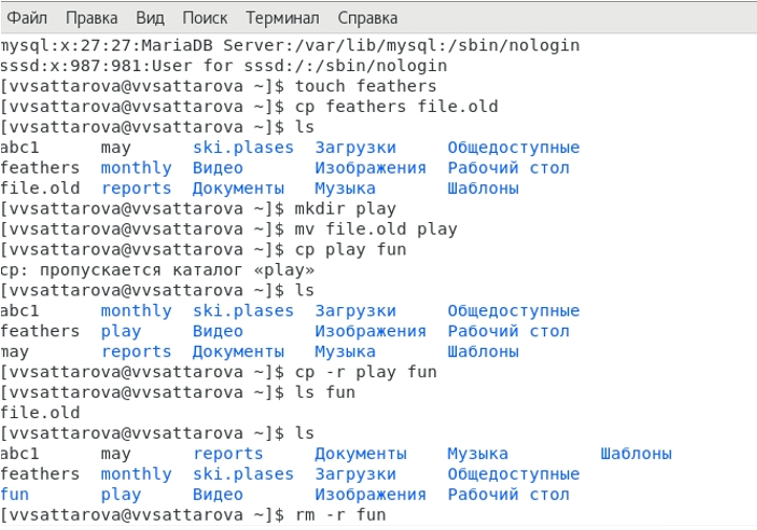 Файл Правка Вид Поиск Терминал Справка
mysql:x:27:27:MariaDB Server:/var/lib/mysql:/sbin/nologin
sssd:x:987:981:User for sssd:/:/sbin/nologin
[vvsattarova@vvsattarova ~]$ touch feathers
[vvsattarova@vvsattarova ~]$ cp feathers file.old
[vvsattarova@vvsattarova ~]$ ls
abc1 may ski.plases Загрузки Общедоступные
feathers monthly Видео Изображения Рабочий стол
file.old reports Документы Музыка Шаблоны
[vvsattarova@vvsattarova ~]$ mkdir play
[vvsattarova@vvsattarova ~]$ mv file.old play
[vvsattarova@vvsattarova ~]$ cp play fun
cp: пропускается каталог «play»
[vvsattarova@vvsattarova ~]$ ls
abc1 monthly ski.plases Загрузки Общедоступные
feathers play Видео Изображения Рабочий стол
may reports Документы Музыка Шаблоны
[vvsattarova@vvsattarova ~]$ cp -r play fun
[vvsattarova@vvsattarova ~]$ ls fun
file.old
[vvsattarova@vvsattarova ~]$ ls
abc1 may reports Документы Музыка Шаблоны
feathers monthly ski.plases Загрузки Общедоступные
fun play Видео Изображения Рабочий стол
[vvsattarova@vvsattarova ~]$ rm -r fun